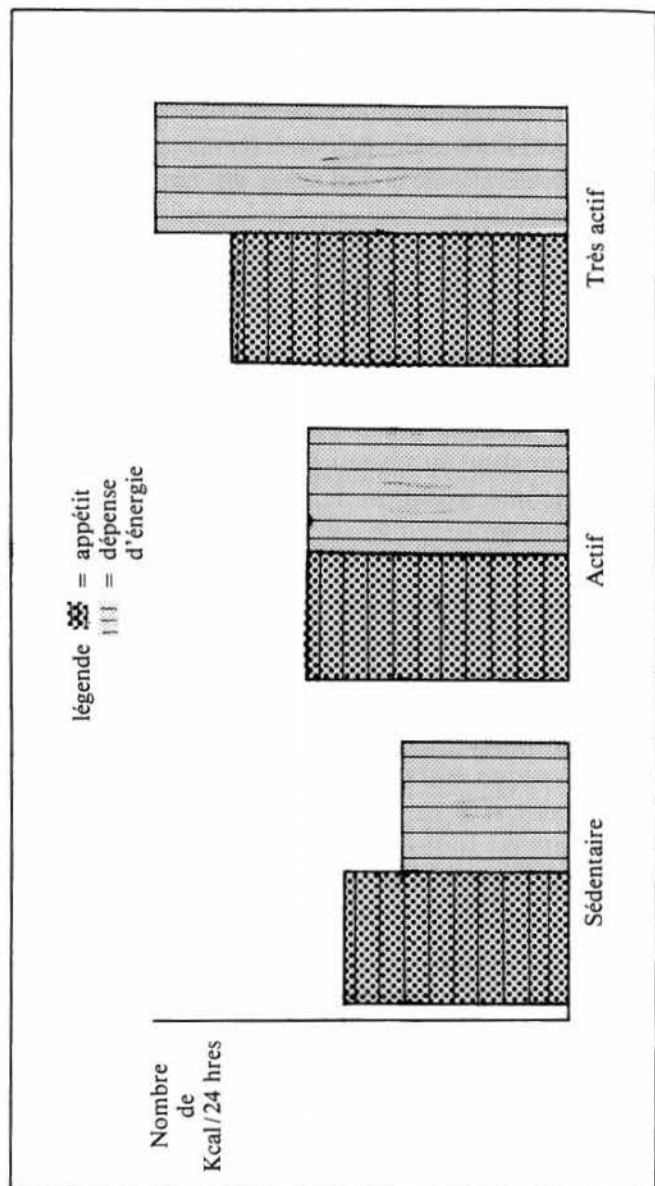 légende = appétit
= dépense
d'énergie
Nombre
de
Kcal/24 hres
Sédentaire
Actif
Très actif